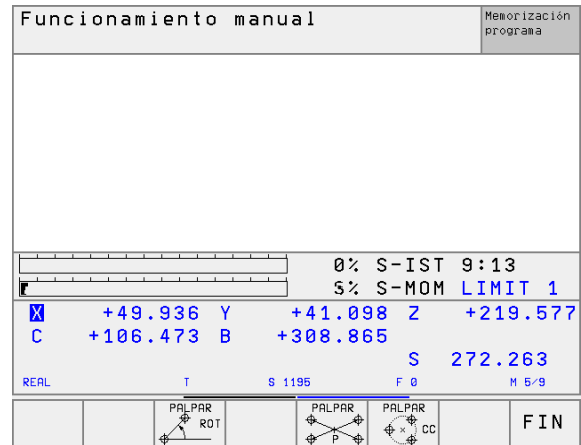 Funcionamiento manual
Memorización
programa
0% S-IST 9:13
5% S-MOM LIMIT 1
X +49.936 Y +41.098 Z +219.577
C +106.473 B +308.865
S 272.263
REAL T S 1195 F 0 M 5/9
PALPAR ROT
PALPAR P
PALPAR CC
FIN